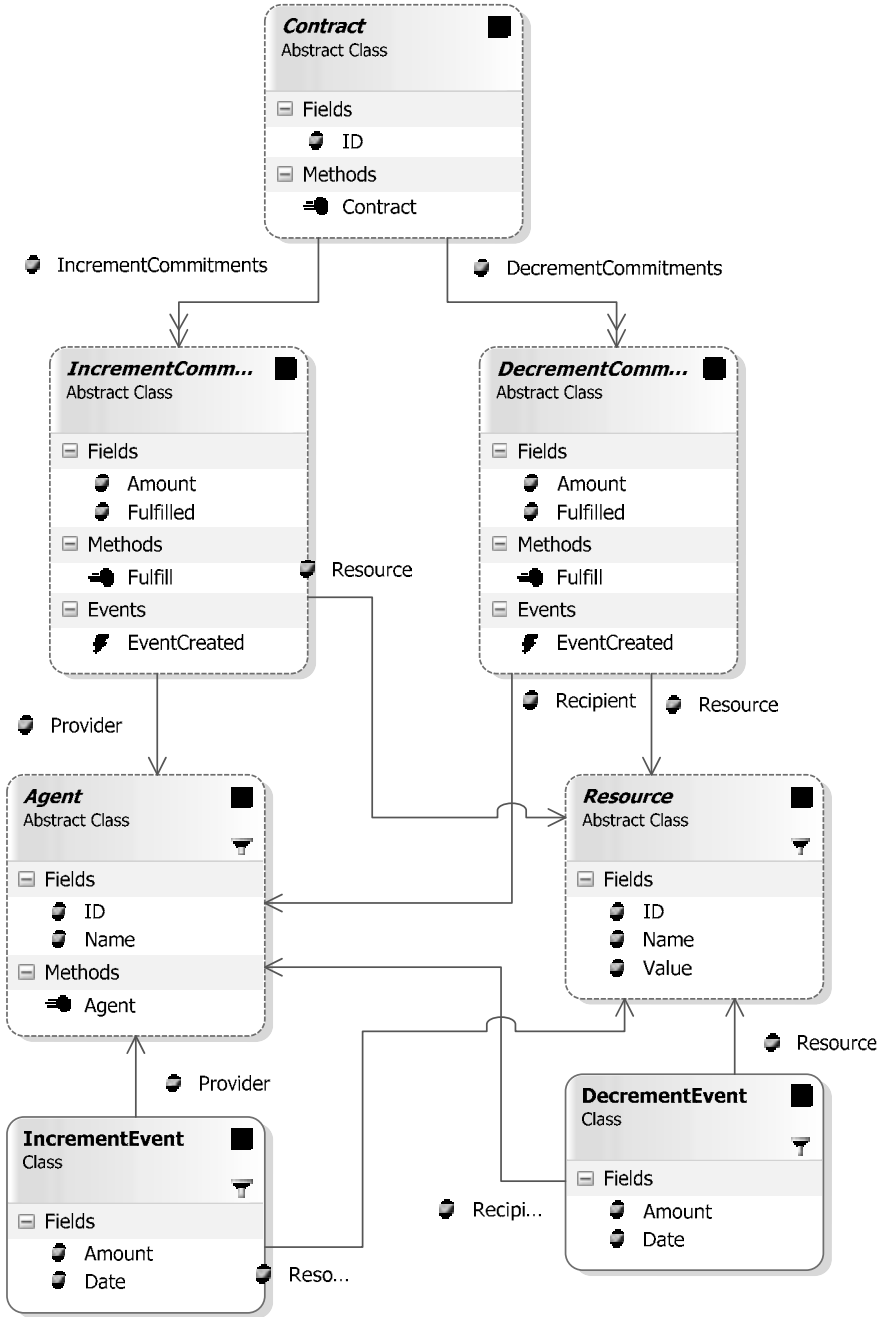 Contract
Abstract Class
Fields
ID
Methods
Contract
IncrementCommitments
DecrementCommitments
IncrementComm...
Abstract Class
Fields
Amount
Fulfilled
Methods
Fulfill
Events
EventCreated
DecrementComm...
Abstract Class
Fields
Amount
Fulfilled
Methods
Fulfill
Events
EventCreated
Resource
Provider
Recipient
Resource
Agent
Abstract Class
Fields
ID
Name
Methods
Agent
Resource
Abstract Class
Fields
ID
Name
Value
Provider
Resource
IncrementEvent
Class
Fields
Amount
Date
Reso...
DecrementEvent
Class
Fields
Amount
Date
Recipi...